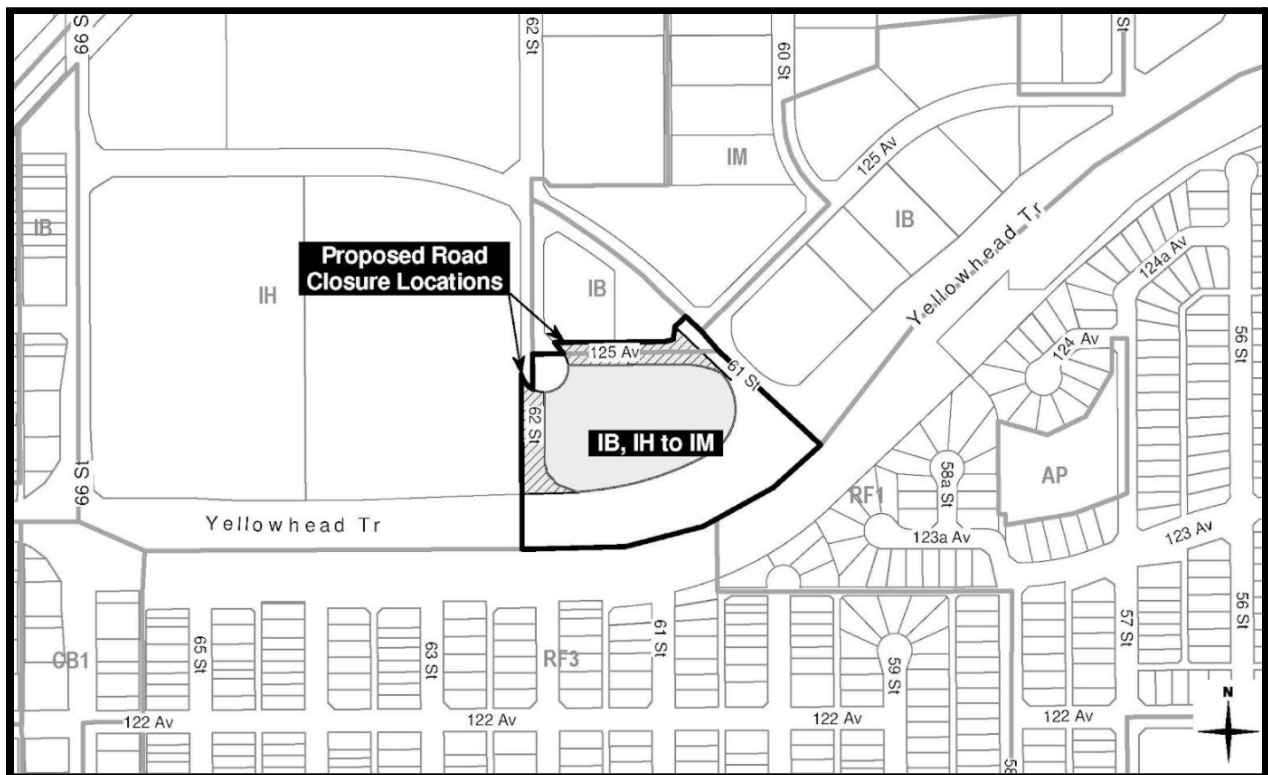 66 St
62 St
60 St
St
IM
125 Av
IB
IB
Yellowhead Tr
124a Av
Proposed Road
Closure Locations
IH
IB
56 St
124 Av
125 Av
61 St
62 St
IB, IH to IM
66 St
58a St
AP
RF1
Yellowhead Tr
123a Av
123 Av
57 St
56 St
CB1
65 St
63 St
RF3
61 St
59 St
N
122 Av
122 Av
122 Av
122 Av
58